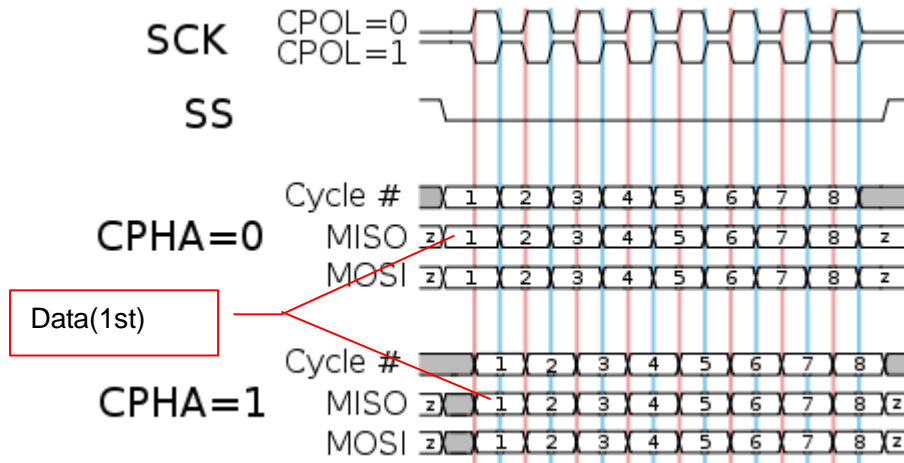 SCK CPOL=0
CPOL=1
SS
Cycle # 1 2 3 4 5 6 7 8
CPHA=0 MISO z 1 2 3 4 5 6 7 8 z
MOSI z 1 2 3 4 5 6 7 8 z
Data(1st)
Cycle # 1 2 3 4 5 6 7 8
CPHA=1 MISO z 1 2 3 4 5 6 7 8 z
MOSI z 1 2 3 4 5 6 7 8 z